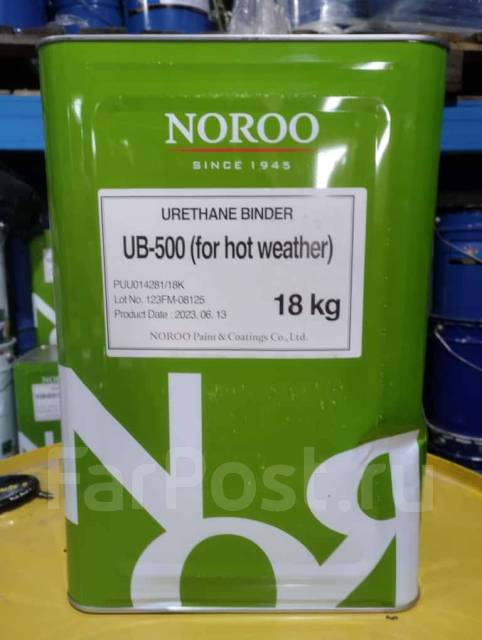 NOROO
SINCE 1945
URETHANE BINDER
UB-500 (for hot weather)
PUU014281/18K
Lot No. 123FM-08125
Product Date : 2023. 06. 13
18 kg
NOROO Paint & Coatings Co., Ltd.
FarPost.ru